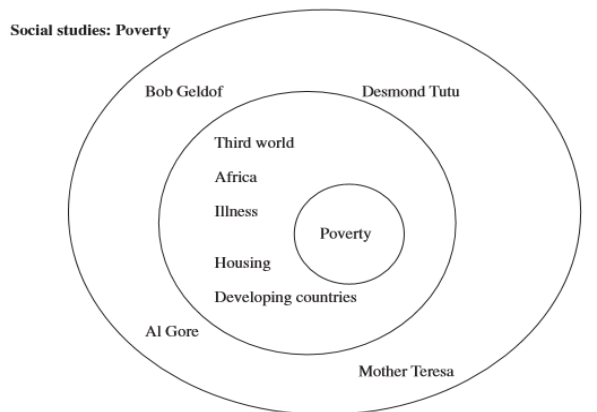 Social studies: Poverty
Bob Geldof
Desmond Tutu
Third world
Africa
Illness
Poverty
Housing
Developing countries
Al Gore
Mother Teresa